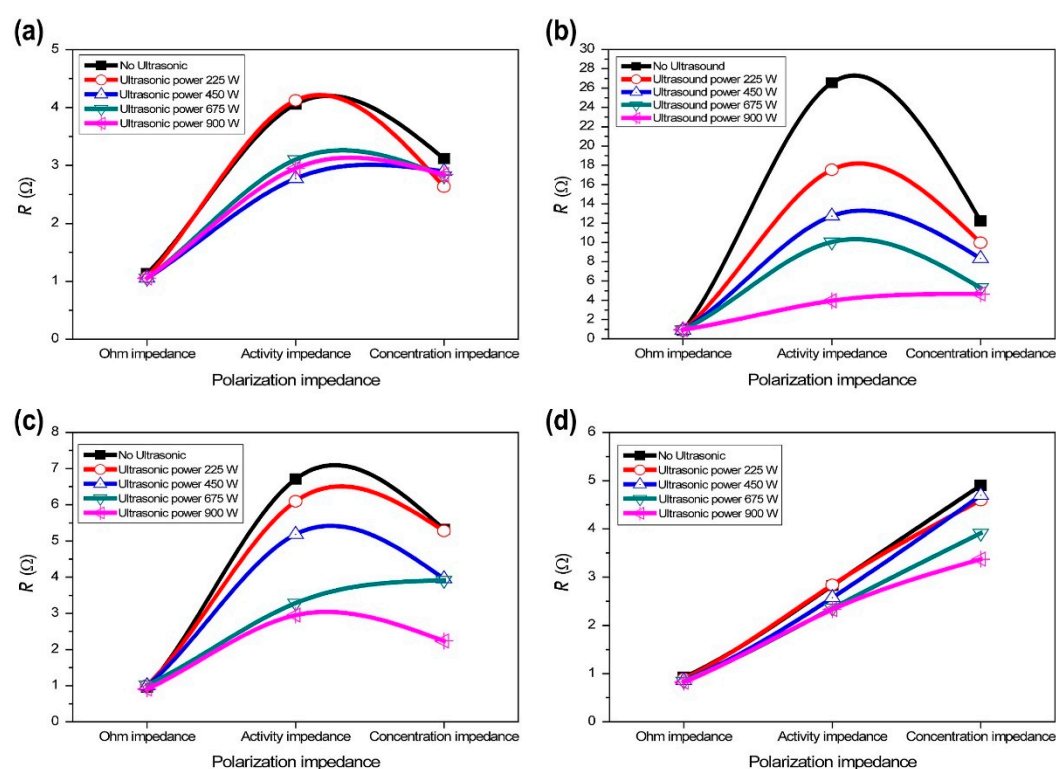 (a)
R (Ω)
5
4
3
2
1
0
No Ultrasonic
Ultrasonic power 225 W
Ultrasonic power 450 W
Ultrasonic power 675 W
Ultrasonic power 900 W
Ohm impedance
Activity impedance
Concentration impedance
Polarization impedance
(b)
R (Ω)
30
28
26
24
22
20
18
16
14
12
10
8
6
4
2
0
No Ultrasound
Ultrasound power 225 W
Ultrasound power 450 W
Ultrasound power 675 W
Ultrasound power 900 W
Ohm impedance
Activity impedance
Concentration impedance
Polarization impedance
(c)
R (Ω)
8
7
6
5
4
3
2
1
0
No Ultrasonic
Ultrasonic power 225 W
Ultrasonic power 450 W
Ultrasonic power 675 W
Ultrasonic power 900 W
Ohm impedance
Activity impedance
Concentration impedance
Polarization impedance
(d)
R (Ω)
6
5
4
3
2
1
0
No Ultrasonic
Ultrasonic power 225 W
Ultrasonic power 450 W
Ultrasonic power 675 W
Ultrasonic power 900 W
Ohm impedance
Activity impedance
Concentration impedance
Polarization impedance